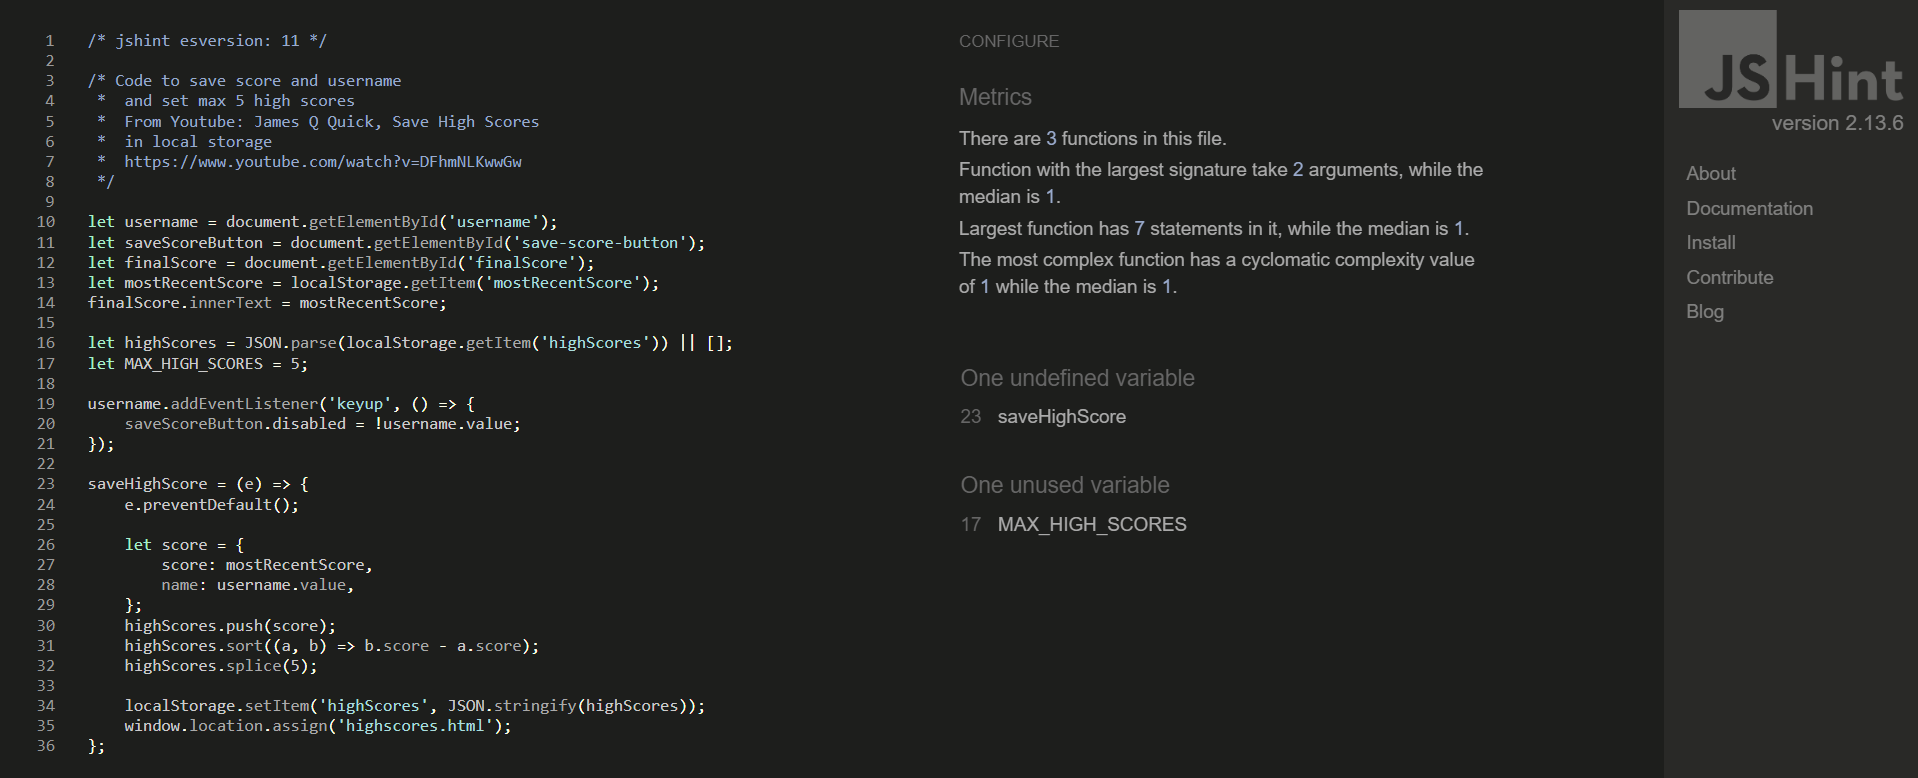 1 /* jshint esversion: 11 */
2
3 /* Code to save score and username
4  *  and set max 5 high scores
5  *  From Youtube: James Q Quick, Save High Scores
6  *  in local storage
7  *  https://www.youtube.com/watch?v=DFhmNLKwwGw
8  */
9
10 let username = document.getElementById('username');
11 let saveScoreButton = document.getElementById('save-score-button');
12 let finalScore = document.getElementById('finalScore');
13 let mostRecentScore = localStorage.getItem('mostRecentScore');
14 finalScore.innerText = mostRecentScore;
15
16 let highScores = JSON.parse(localStorage.getItem('highScores')) || [];
17 let MAX_HIGH_SCORES = 5;
18
19 username.addEventListener('keyup', () => {
20     saveScoreButton.disabled = !username.value;
21 });
22
23 saveHighScore = (e) => {
24     e.preventDefault();
25
26     let score = {
27         score: mostRecentScore,
28         name: username.value,
29     };
30     highScores.push(score);
31     highScores.sort((a, b) => b.score - a.score);
32     highScores.splice(5);
33
34     localStorage.setItem('highScores', JSON.stringify(highScores));
35     window.location.assign('highscores.html');
36 };
CONFIGURE
Metrics
There are 3 functions in this file.
Function with the largest signature take 2 arguments, while the
median is 1.
Largest function has 7 statements in it, while the median is 1.
The most complex function has a cyclomatic complexity value
of 1 while the median is 1.
One undefined variable
23 saveHighScore
One unused variable
17 MAX_HIGH_SCORES
JSHint
version 2.13.6
About
Documentation
Install
Contribute
Blog